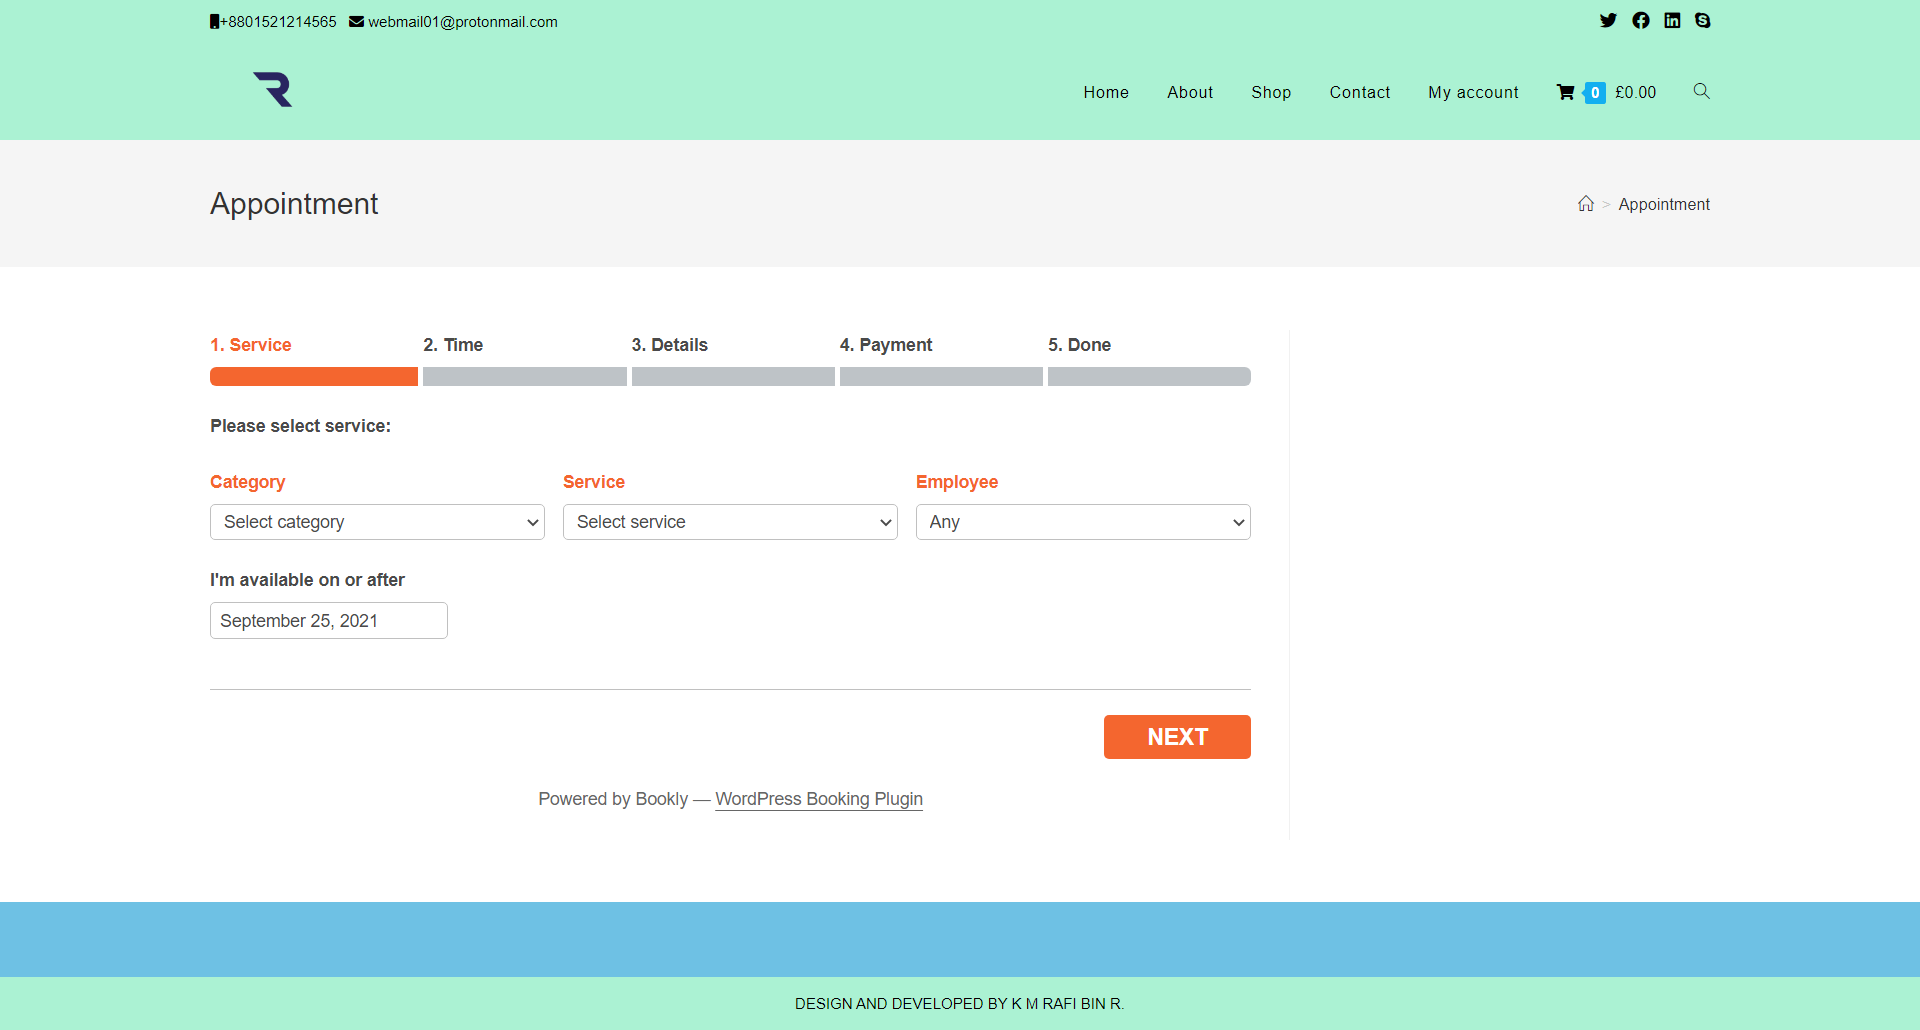 +8801521214565 webmail01@protonmail.com
Home About Shop Contact My account 0 £0.00
Appointment
> Appointment
1. Service 2. Time 3. Details 4. Payment 5. Done
Please select service:
Category Service Employee
Select category Select service Any
I'm available on or after
September 25, 2021
NEXT
Powered by Bookly — WordPress Booking Plugin
DESIGN AND DEVELOPED BY K M RAFI BIN R.